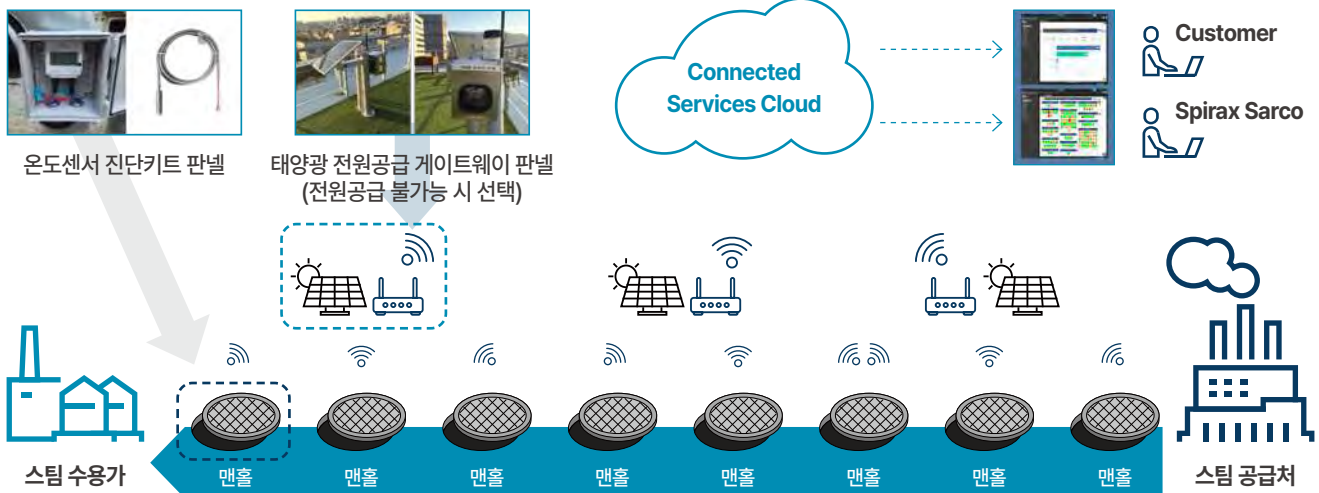 Connected
Services Cloud
Customer
Spirax Sarco
온도센서 진단키트 판넬
태양광 전원공급 게이트웨이 판넬
(전원공급 불가능 시 선택)
스팀 수용가
맨홀
맨홀
맨홀
맨홀
맨홀
맨홀
맨홀
맨홀
스팀 공급처